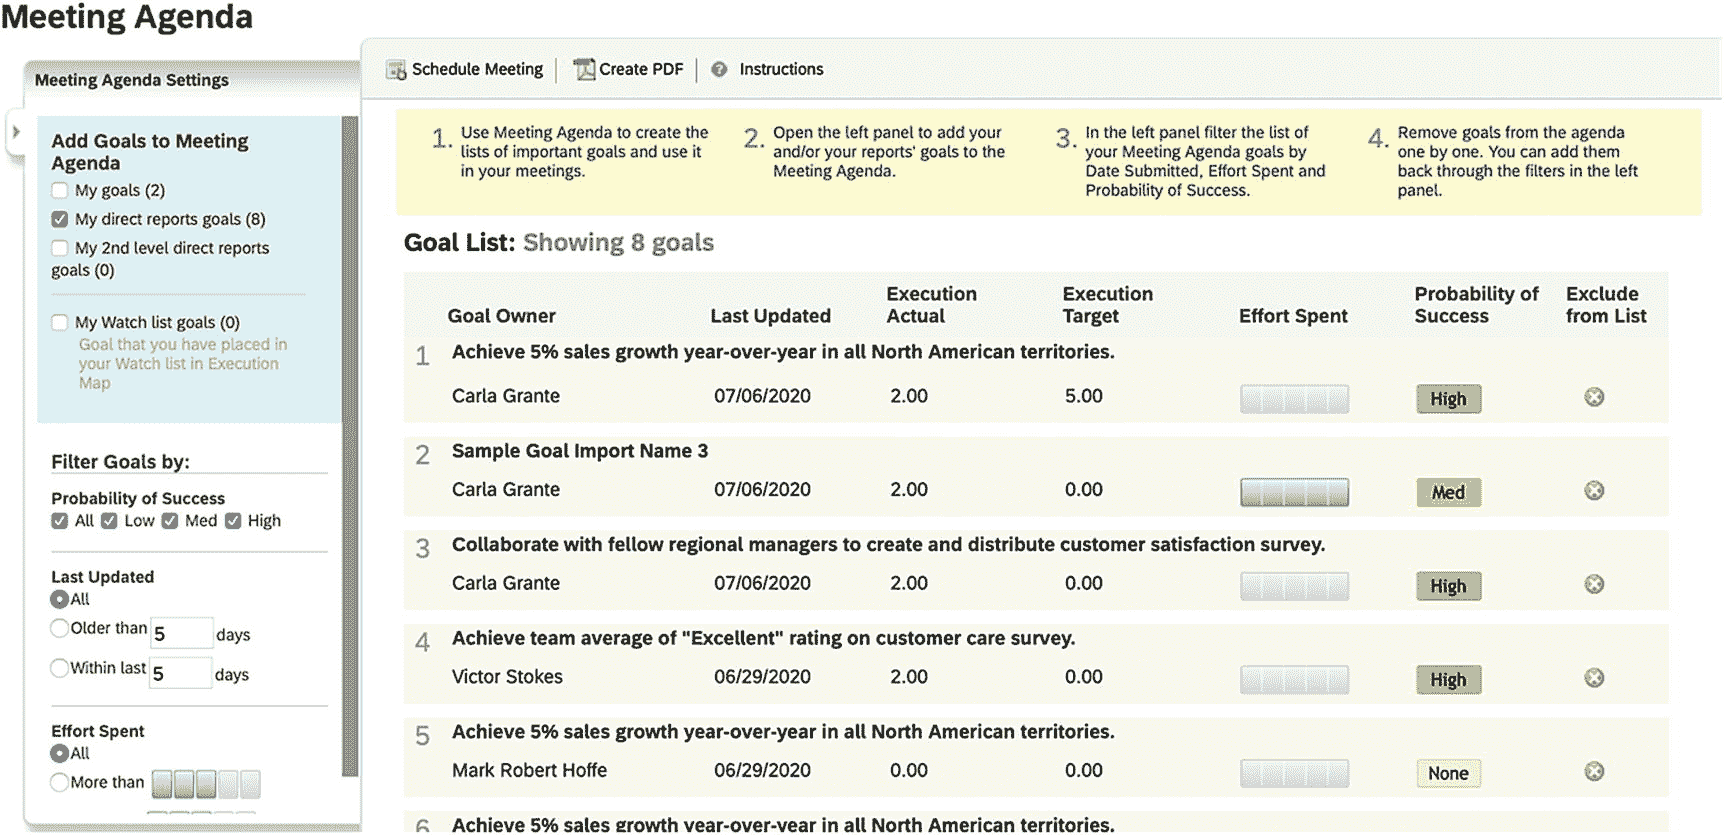 Meeting Agenda
Meeting Agenda Settings
Add Goals to Meeting
Agenda
My goals (2)
My direct reports goals (8)
My 2nd level direct reports
goals (0)
My Watch list goals (0)
Goal that you have placed in
your Watch list in Execution
Map
Filter Goals by:
Probability of Success
All Low Med High
Last Updated
All
Older than 5 days
Within last 5 days
Effort Spent
All
More than
Schedule Meeting Create PDF Instructions
1. Use Meeting Agenda to create the
lists of important goals and use it
in your meetings.
2. Open the left panel to add your
and/or your reports' goals to the
Meeting Agenda.
3. In the left panel filter the list of
your Meeting Agenda goals by
Date Submitted, Effort Spent and
Probability of Success.
4. Remove goals from the agenda
one by one. You can add them
back through the filters in the left
panel.
Goal List: Showing 8 goals
Goal Owner Last Updated Execution Actual Execution Target Effort Spent Probability of Success Exclude from List
1 Achieve 5% sales growth year-over-year in all North American territories.
Carla Grante 07/06/2020 2.00 5.00 High
2 Sample Goal Import Name 3
Carla Grante 07/06/2020 2.00 0.00 Med
3 Collaborate with fellow regional managers to create and distribute customer satisfaction survey.
Carla Grante 07/06/2020 2.00 0.00 High
4 Achieve team average of "Excellent" rating on customer care survey.
Victor Stokes 06/29/2020 2.00 0.00 High
5 Achieve 5% sales growth year-over-year in all North American territories.
Mark Robert Hoffe 06/29/2020 0.00 0.00 None
6 Achieve 5% sales growth year-over-year in all North American territories.